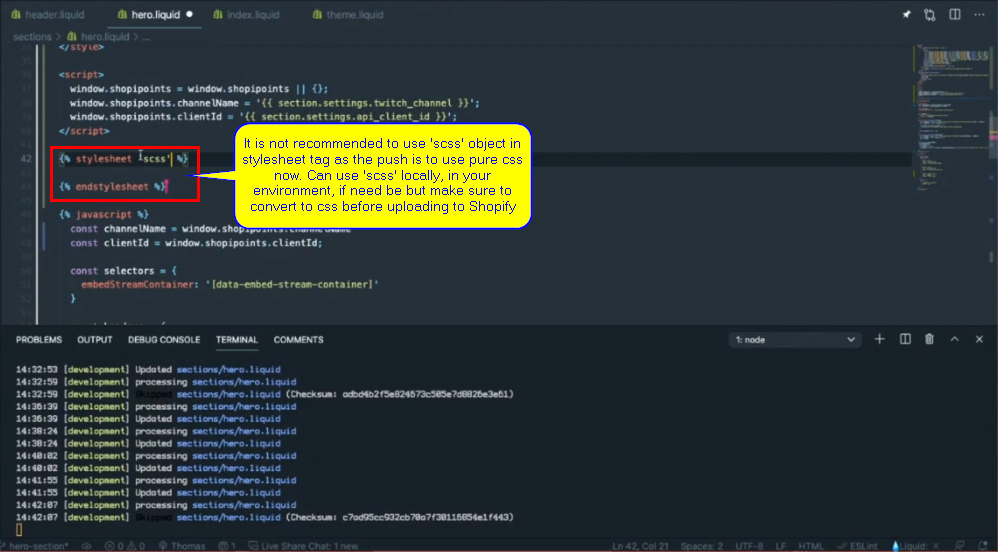 header.liquid hero.liquid index.liquid theme.liquid
sections > hero.liquid > ...
</style>
<script>
window.shopipoints = window.shopipoints || {};
window.shopipoints.channelName = '{{ section.settings.twitch_channel }}';
window.shopipoints.clientId = '{{ section.settings.api_client_id }}';
</script>
42 {% stylesheet 'scss' %}
{% endstylesheet %}
It is not recommended to use 'scss' object in
stylesheet tag as the push is to use pure css
now. Can use 'scss' locally, in your
environment, if need be but make sure to
convert to css before uploading to Shopify
{% javascript %}
const channelName = window.shopipoints.channelName
const clientId = window.shopipoints.clientId;
const selectors = {
embedStreamContainer: '[data-embed-stream-container]'
}
PROBLEMS OUTPUT DEBUG CONSOLE TERMINAL COMMENTS 1: node
14:32:53 [development] Updated sections/hero.liquid
14:32:59 [development] processing sections/hero.liquid
14:32:59 [development] Skipped sections/hero.liquid (Checksum: adbd4b2f5e824673c585e7d8826e3e61)
14:36:39 [development] processing sections/hero.liquid
14:36:39 [development] Updated sections/hero.liquid
14:38:24 [development] processing sections/hero.liquid
14:38:24 [development] Updated sections/hero.liquid
14:40:02 [development] processing sections/hero.liquid
14:40:02 [development] Updated sections/hero.liquid
14:41:55 [development] processing sections/hero.liquid
14:41:55 [development] Updated sections/hero.liquid
14:42:07 [development] processing sections/hero.liquid
14:42:07 [development] Skipped sections/hero.liquid (Checksum: c7ad95cc932cb70a7f30116854e1f443)
hero-section* 0 0 Thomas 1 Live Share Chat: 1 new Ln 42, Col 21 Spaces: 2 UTF-8 LF HTML ESLint Liquid: